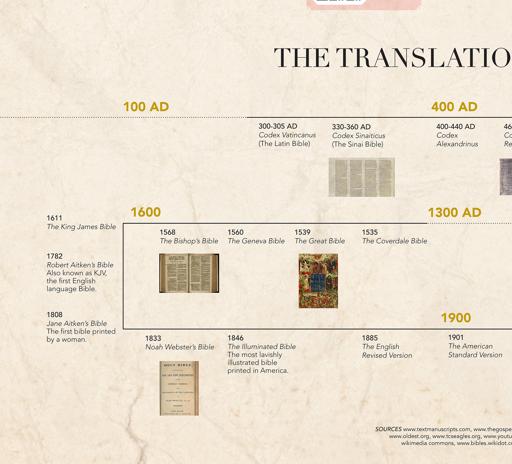 THE TRANSLATIO
100 AD
400 AD
300-305 AD
Codex Vaticanus
(The Latin Bible)
330-360 AD
Codex Sinaiticus
(The Sinai Bible)
400-440 AD
Codex
Alexandrinus
46
Co
Re
1600
1300 AD
1611
The King James Bible
1568
The Bishop's Bible
1560
The Geneva Bible
1539
The Great Bible
1535
The Coverdale Bible
1782
Robert Aitken's Bible
Also known as KJV,
the first English
language Bible.
1808
Jane Aitken's Bible
The first bible printed
by a woman.
1900
1833
Noah Webster's Bible
1846
The Illuminated Bible
The most lavishly
illustrated bible
printed in America.
1885
The English
Revised Version
1901
The American
Standard Version
HOLY BIBLE
SOURCES www.textmanuscripts.com, www.thegospe
www.oldest.org, www.tcseagles.org, www.youtu
wikimedia commons, www.bibles.wikidot.c